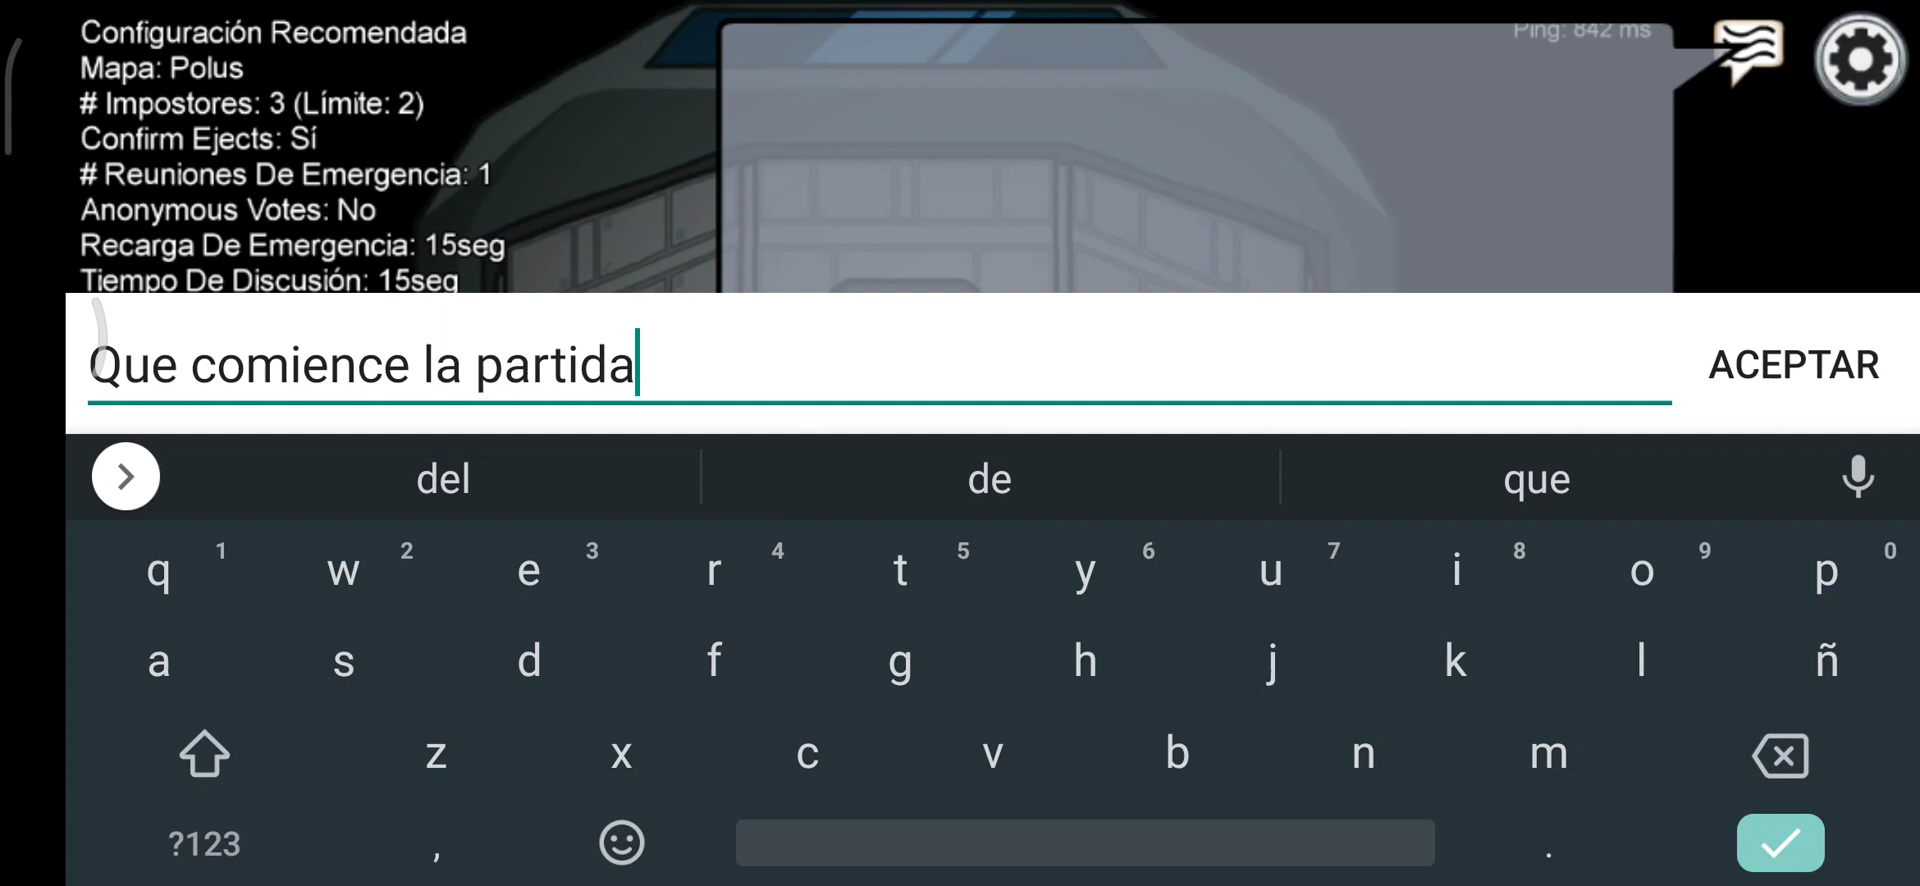 Configuración Recomendada
Mapa: Polus
# Impostores: 3 (Límite: 2)
Confirm Ejects: Sí
# Reuniones De Emergencia: 1
Anonymous Votes: No
Recarga De Emergencia: 15seg
Tiempo De Discusión: 15seg
Ping: 842 ms
Que comience la partida
ACEPTAR
del de que
q 1 w 2 e 3 r 4 t 5 y 6 u 7 i 8 o 9 p 0
a s d f g h j k l ñ
z x c v b n m
?123 , .